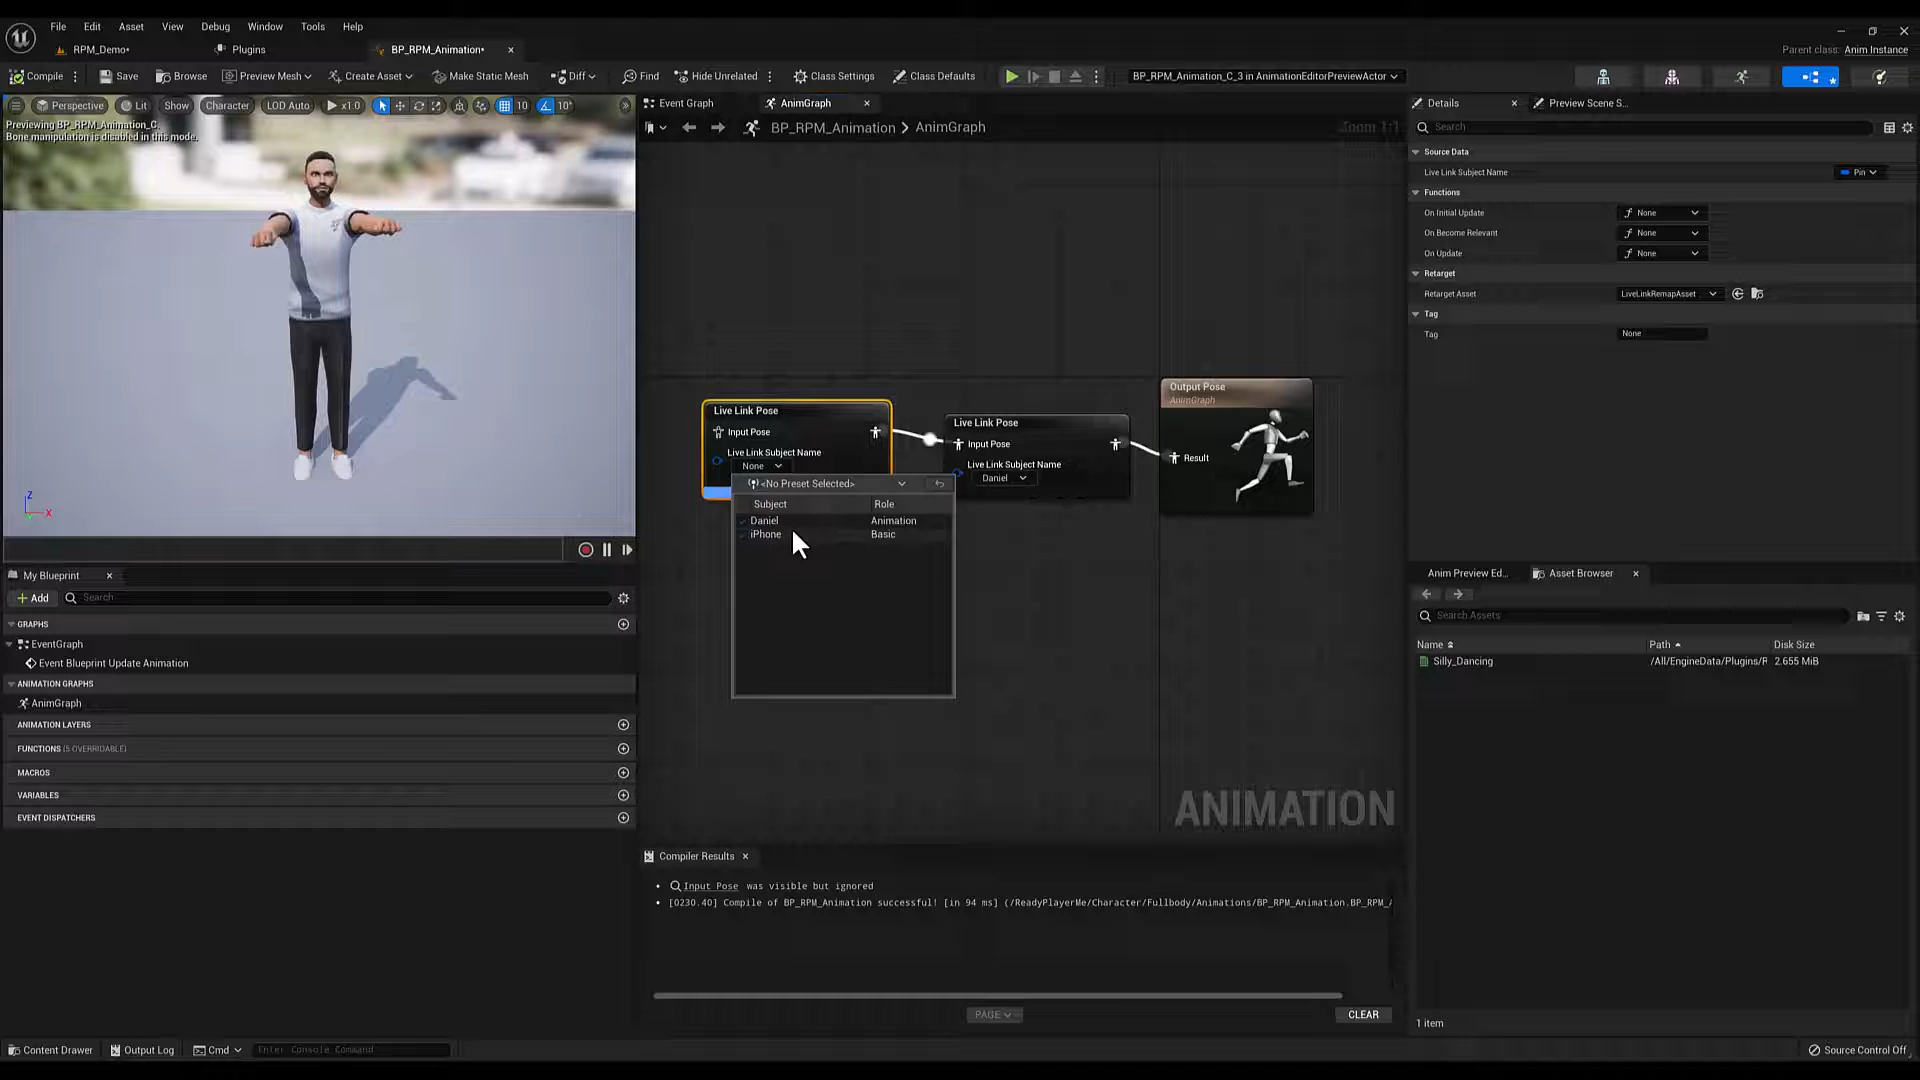 File Edit Asset View Debug Window Tools Help
RPM_Demo* Plugins BP_RPM_Animation*
Parent class: Anim Instance
Compile Save Browse Preview Mesh Create Asset Make Static Mesh Diff Find Hide Unrelated Class Settings Class Defaults BP_RPM_Animation_C_3 in AnimationEditorPreviewActor
Perspective Lit Show Character LOD Auto x1.0 10 10°
Previewing BP_RPM_Animation_C.
Bone manipulation is disabled in this mode.
Z
X
Event Graph AnimGraph
BP_RPM_Animation > AnimGraph
Zoom 1:1
Live Link Pose
Input Pose
Live Link Subject Name
None
<No Preset Selected>
Subject Role
Daniel Animation
iPhone Basic
Live Link Pose
Input Pose
Live Link Subject Name
Daniel
Output Pose
AnimGraph
Result
ANIMATION
Details Preview Scene S...
Search
Source Data
Live Link Subject Name Pin
Functions
On Initial Update None
On Become Relevant None
On Update None
Retarget
Retarget Asset LiveLinkRemapAsset
Tag
Tag None
My Blueprint
Add Search
GRAPHS
EventGraph
Event Blueprint Update Animation
ANIMATION GRAPHS
AnimGraph
ANIMATION LAYERS
FUNCTIONS (5 OVERRIDABLE)
MACROS
VARIABLES
EVENT DISPATCHERS
Compiler Results
Input Pose was visible but ignored
[0230.40] Compile of BP_RPM_Animation successful! [in 94 ms] (/ReadyPlayerMe/Character/Fullbody/Animations/BP_RPM_Animation.BP_RPM_
PAGE
CLEAR
Anim Preview Ed... Asset Browser
Search Assets
Name Path Disk Size
Silly_Dancing /All/EngineData/Plugins/R 2.655 MiB
1 item
Content Drawer Output Log Cmd Enter Console Command
Source Control Off